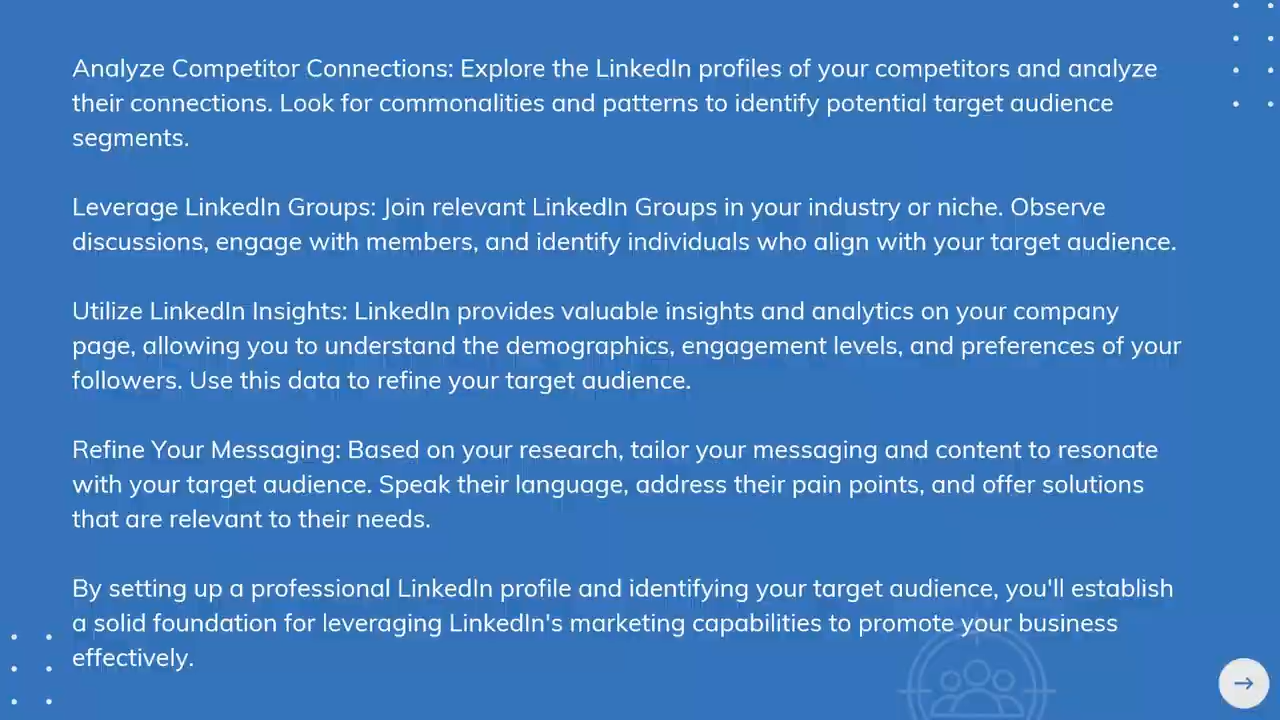 Analyze Competitor Connections: Explore the LinkedIn profiles of your competitors and analyze
their connections. Look for commonalities and patterns to identify potential target audience
segments.
Leverage LinkedIn Groups: Join relevant LinkedIn Groups in your industry or niche. Observe
discussions, engage with members, and identify individuals who align with your target audience.
Utilize LinkedIn Insights: LinkedIn provides valuable insights and analytics on your company
page, allowing you to understand the demographics, engagement levels, and preferences of your
followers. Use this data to refine your target audience.
Refine Your Messaging: Based on your research, tailor your messaging and content to resonate
with your target audience. Speak their language, address their pain points, and offer solutions
that are relevant to their needs.
By setting up a professional LinkedIn profile and identifying your target audience, you'll establish
a solid foundation for leveraging LinkedIn's marketing capabilities to promote your business
effectively.